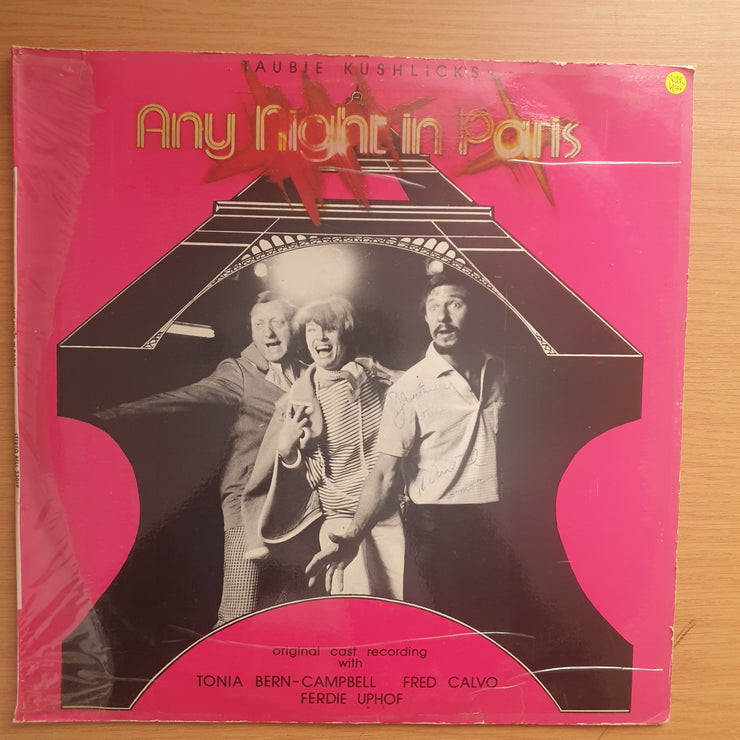 TAUBIE KUSHLICK'S
Any Night in Paris
original cast recording
with
TONIA BERN-CAMPBELL FRED CALVO
FERDIE UPHOF